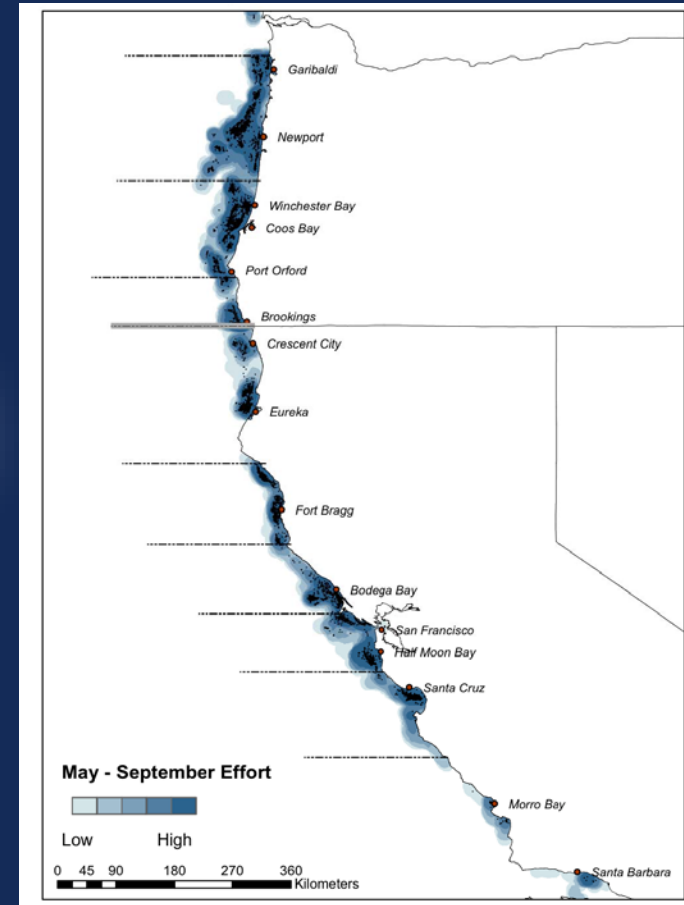 Garibaldi
Newport
Winchester Bay
Coos Bay
Port Orford
Brookings
Crescent City
Eureka
Fort Bragg
Bodega Bay
San Francisco
Half Moon Bay
Santa Cruz
May - September Effort
Low High
Morro Bay
Santa Barbara
0 45 90 180 270 360
Kilometers